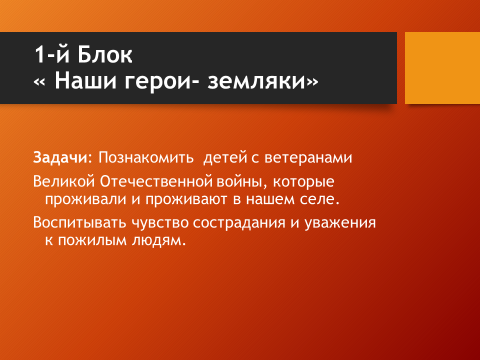 1-й Блок
« Наши герои- земляки»
Задачи: Познакомить  детей с ветеранами
Великой Отечественной войны, которые
проживали и проживают в нашем селе.
Воспитывать чувство сострадания и уважения
к пожилым людям.